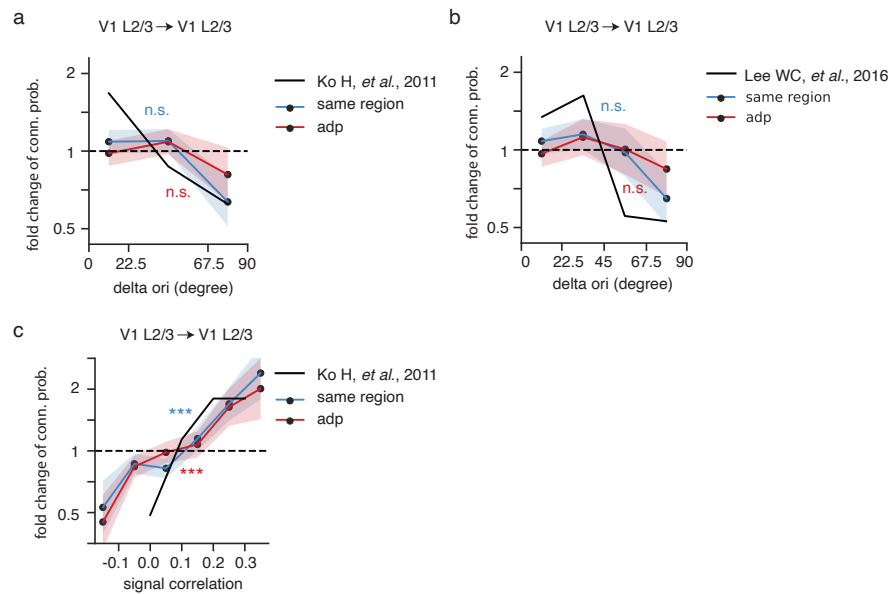 a
V1 L2/3 → V1 L2/3
fold change of conn. prob.
2
1
0.5
n.s.
n.s.
0 22.5 67.5 90
delta ori (degree)
Ko H, et al., 2011
same region
adp
b
V1 L2/3 → V1 L2/3
fold change of conn. prob.
2
1
0.5
n.s.
n.s.
0 22.5 45 67.5 90
delta ori (degree)
Lee WC, et al., 2016
same region
adp
c
V1 L2/3 → V1 L2/3
fold change of conn. prob.
2
1
0.5
***
***
-0.1 0.0 0.1 0.2 0.3
signal correlation
Ko H, et al., 2011
same region
adp